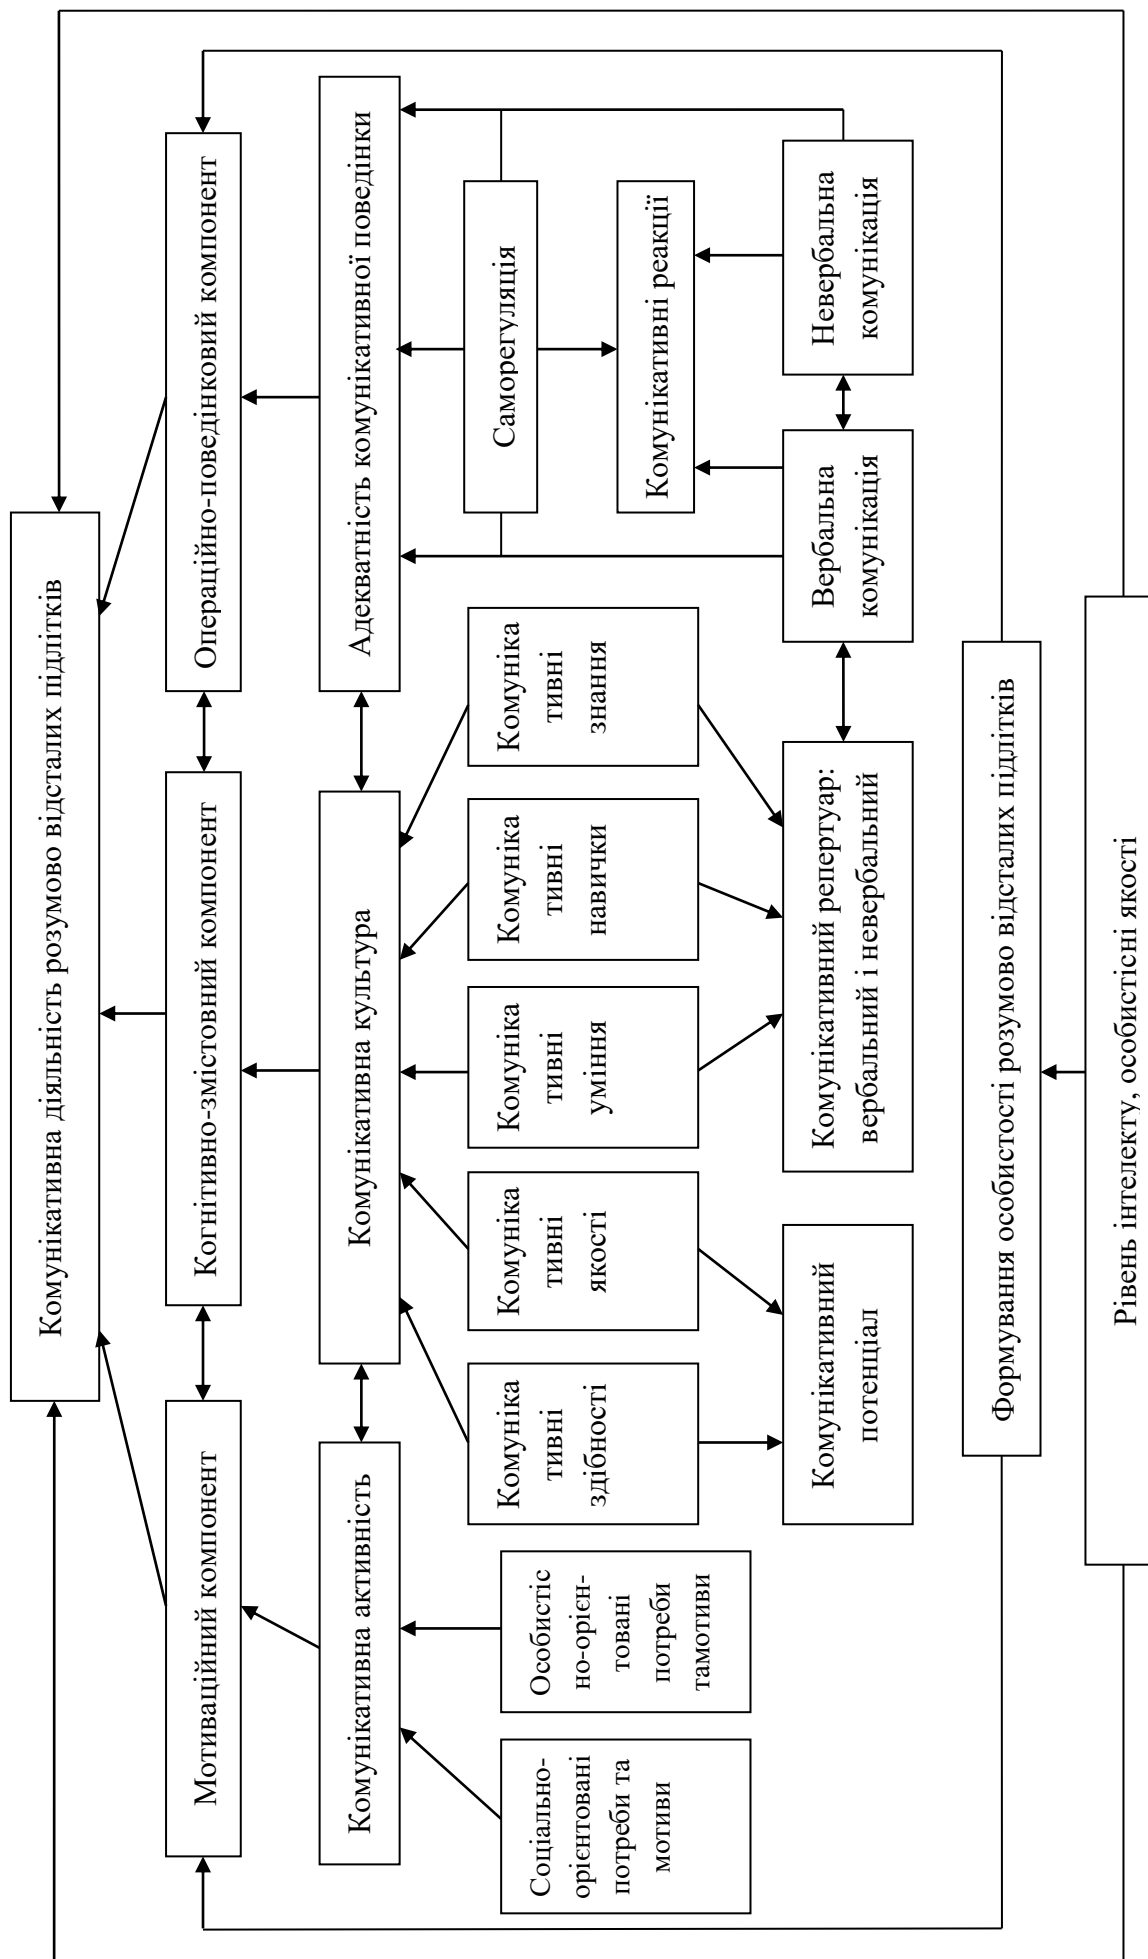 Комунікативна діяльність розумово відсталих підлітків
Мотиваційний компонент
Когнітивно-змістовний компонент
Операційно-поведінковий компонент
Комунікативна активність
Комунікативна культура
Адекватність комунікативної поведінки
Соціально-
орієнтовані
потреби та
мотиви
Особистіс
но-орієн-
товані
потреби
тамотиви
Комуніка
тивні
здібності
Комуніка
тивні
якості
Комуніка
тивні
уміння
Комуніка
тивні
навички
Комуніка
тивні
знання
Саморегуляція
Комунікативні реакції
Комунікативний
потенціал
Комунікативний репертуар:
вербальний і невербальний
Вербальна
комунікація
Невербальна
комунікація
Формування особистості розумово відсталих підлітків
Рівень інтелекту, особистісні якості